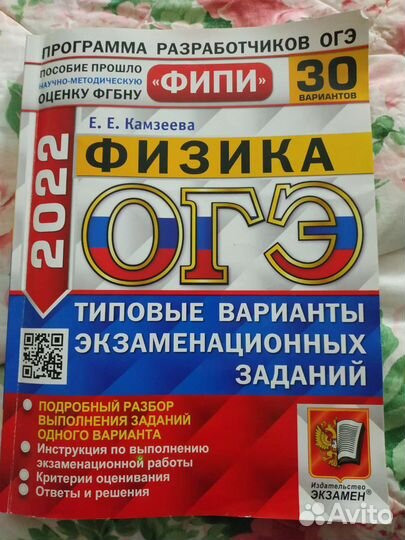 ПРОГРАММА РАЗРАБОТЧИКОВ ОГЭ
ПОСОБИЕ ПРОШЛО
НАУЧНО-МЕТОДИЧЕСКУЮ
ОЦЕНКУ ФГБНУ
«ФИПИ»
30
ВАРИАНТОВ
Е. Е. Камзеева
2022
ФИЗИКА
ОГЭ
ТИПОВЫЕ ВАРИАНТЫ
ЭКЗАМЕНАЦИОННЫХ
ЗАДАНИЙ
• ПОДРОБНЫЙ РАЗБОР
ВЫПОЛНЕНИЯ ЗАДАНИЙ
ОДНОГО ВАРИАНТА
• Инструкция по выполнению
экзаменационной работы
• Критерии оценивания
• Ответы и решения
Издательство
ЭКЗАМЕН®
Avito